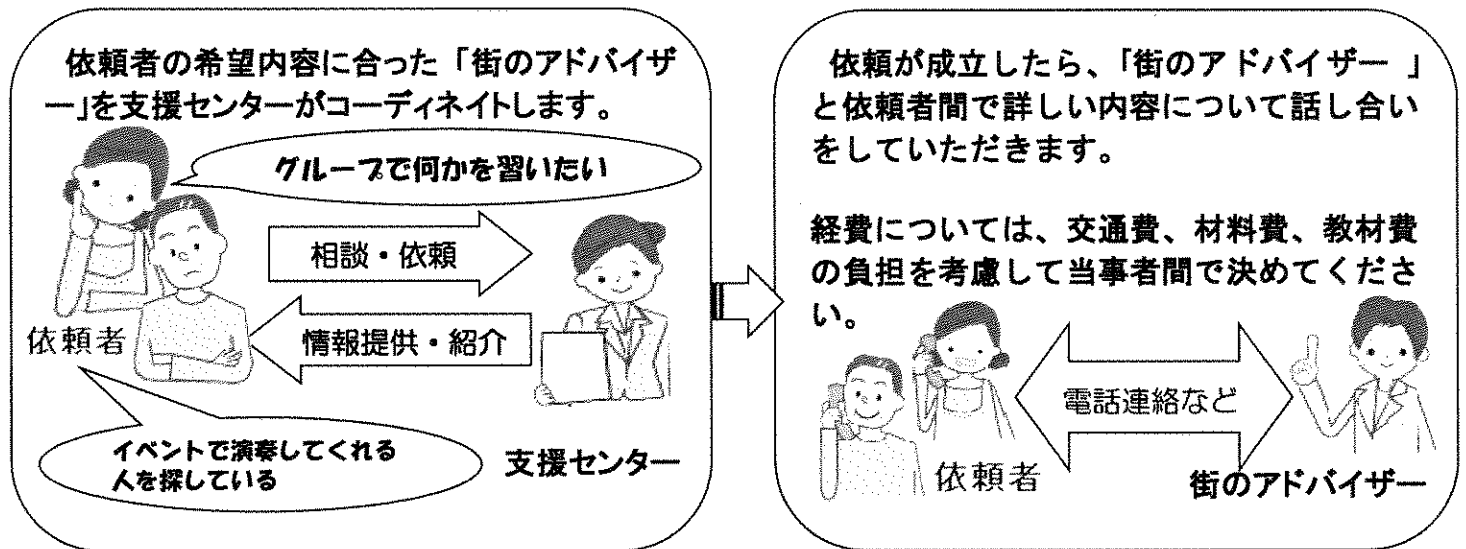 依頼者の希望内容に合った「街のアドバイザ
ー」を支援センターがコーディネイトします。
グループで何かを習いたい
相談・依頼
依頼者
情報提供・紹介
イベントで演奏してくれる
人を探している
支援センター
依頼が成立したら、「街のアドバイザー 」
と依頼者間で詳しい内容について話し合い
をしていただきます。
経費については、交通費、材料費、教材費
の負担を考慮して当事者間で決めてくださ
い。
電話連絡など
依頼者
街のアドバイザー